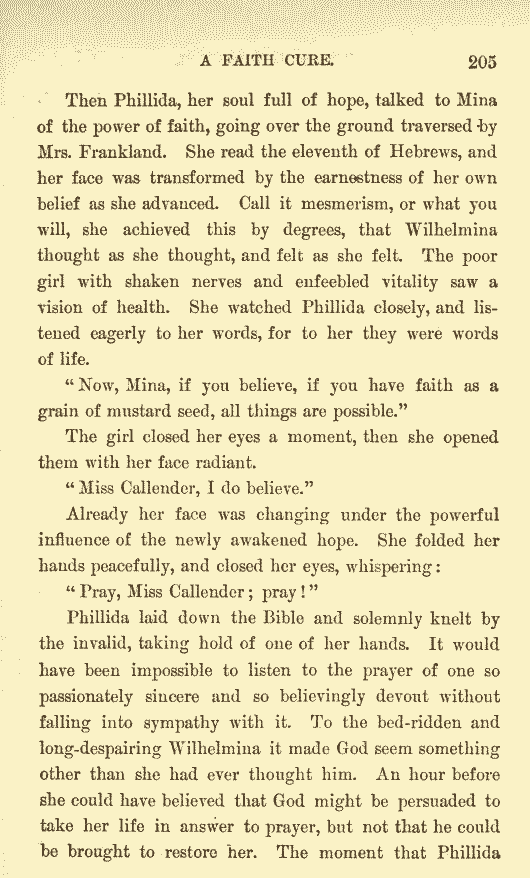 A FAITH CURE. 205
Then Phillida, her soul full of hope, talked to Mina
of the power of faith, going over the ground traversed by
Mrs. Frankland. She read the eleventh of Hebrews, and
her face was transformed by the earnestness of her own
belief as she advanced. Call it mesmerism, or what you
will, she achieved this by degrees, that Wilhelmina
thought as she thought, and felt as she felt. The poor
girl with shaken nerves and enfeebled vitality saw a
vision of health. She watched Phillida closely, and lis-
tened eagerly to her words, for to her they were words
of life.
“Now, Mina, if you believe, if you have faith as a
grain of mustard seed, all things are possible.”
The girl closed her eyes a moment, then she opened
them with her face radiant.
“Miss Callender, I do believe.”
Already her face was changing under the powerful
influence of the newly awakened hope. She folded her
hands peacefully, and closed her eyes, whispering:
“Pray, Miss Callender; pray!”
Phillida laid down the Bible and solemnly knelt by
the invalid, taking hold of one of her hands. It would
have been impossible to listen to the prayer of one so
passionately sincere and so believingly devout without
falling into sympathy with it. To the bed-ridden and
long-despairing Wilhelmina it made God seem something
other than she had ever thought him. An hour before
she could have believed that God might be persuaded to
take her life in answer to prayer, but not that he could
be brought to restore her. The moment that Phillida